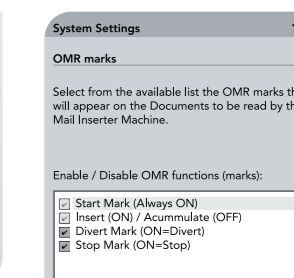 System Settings
OMR marks
Select from the available list the OMR marks
will appear on the Documents to be read by
Mail Inserter Machine.
Enable / Disable OMR functions (marks):
Start Mark (Always ON)
Insert (ON) / Acummulate (OFF)
Divert Mark (ON=Divert)
Stop Mark (ON=Stop)